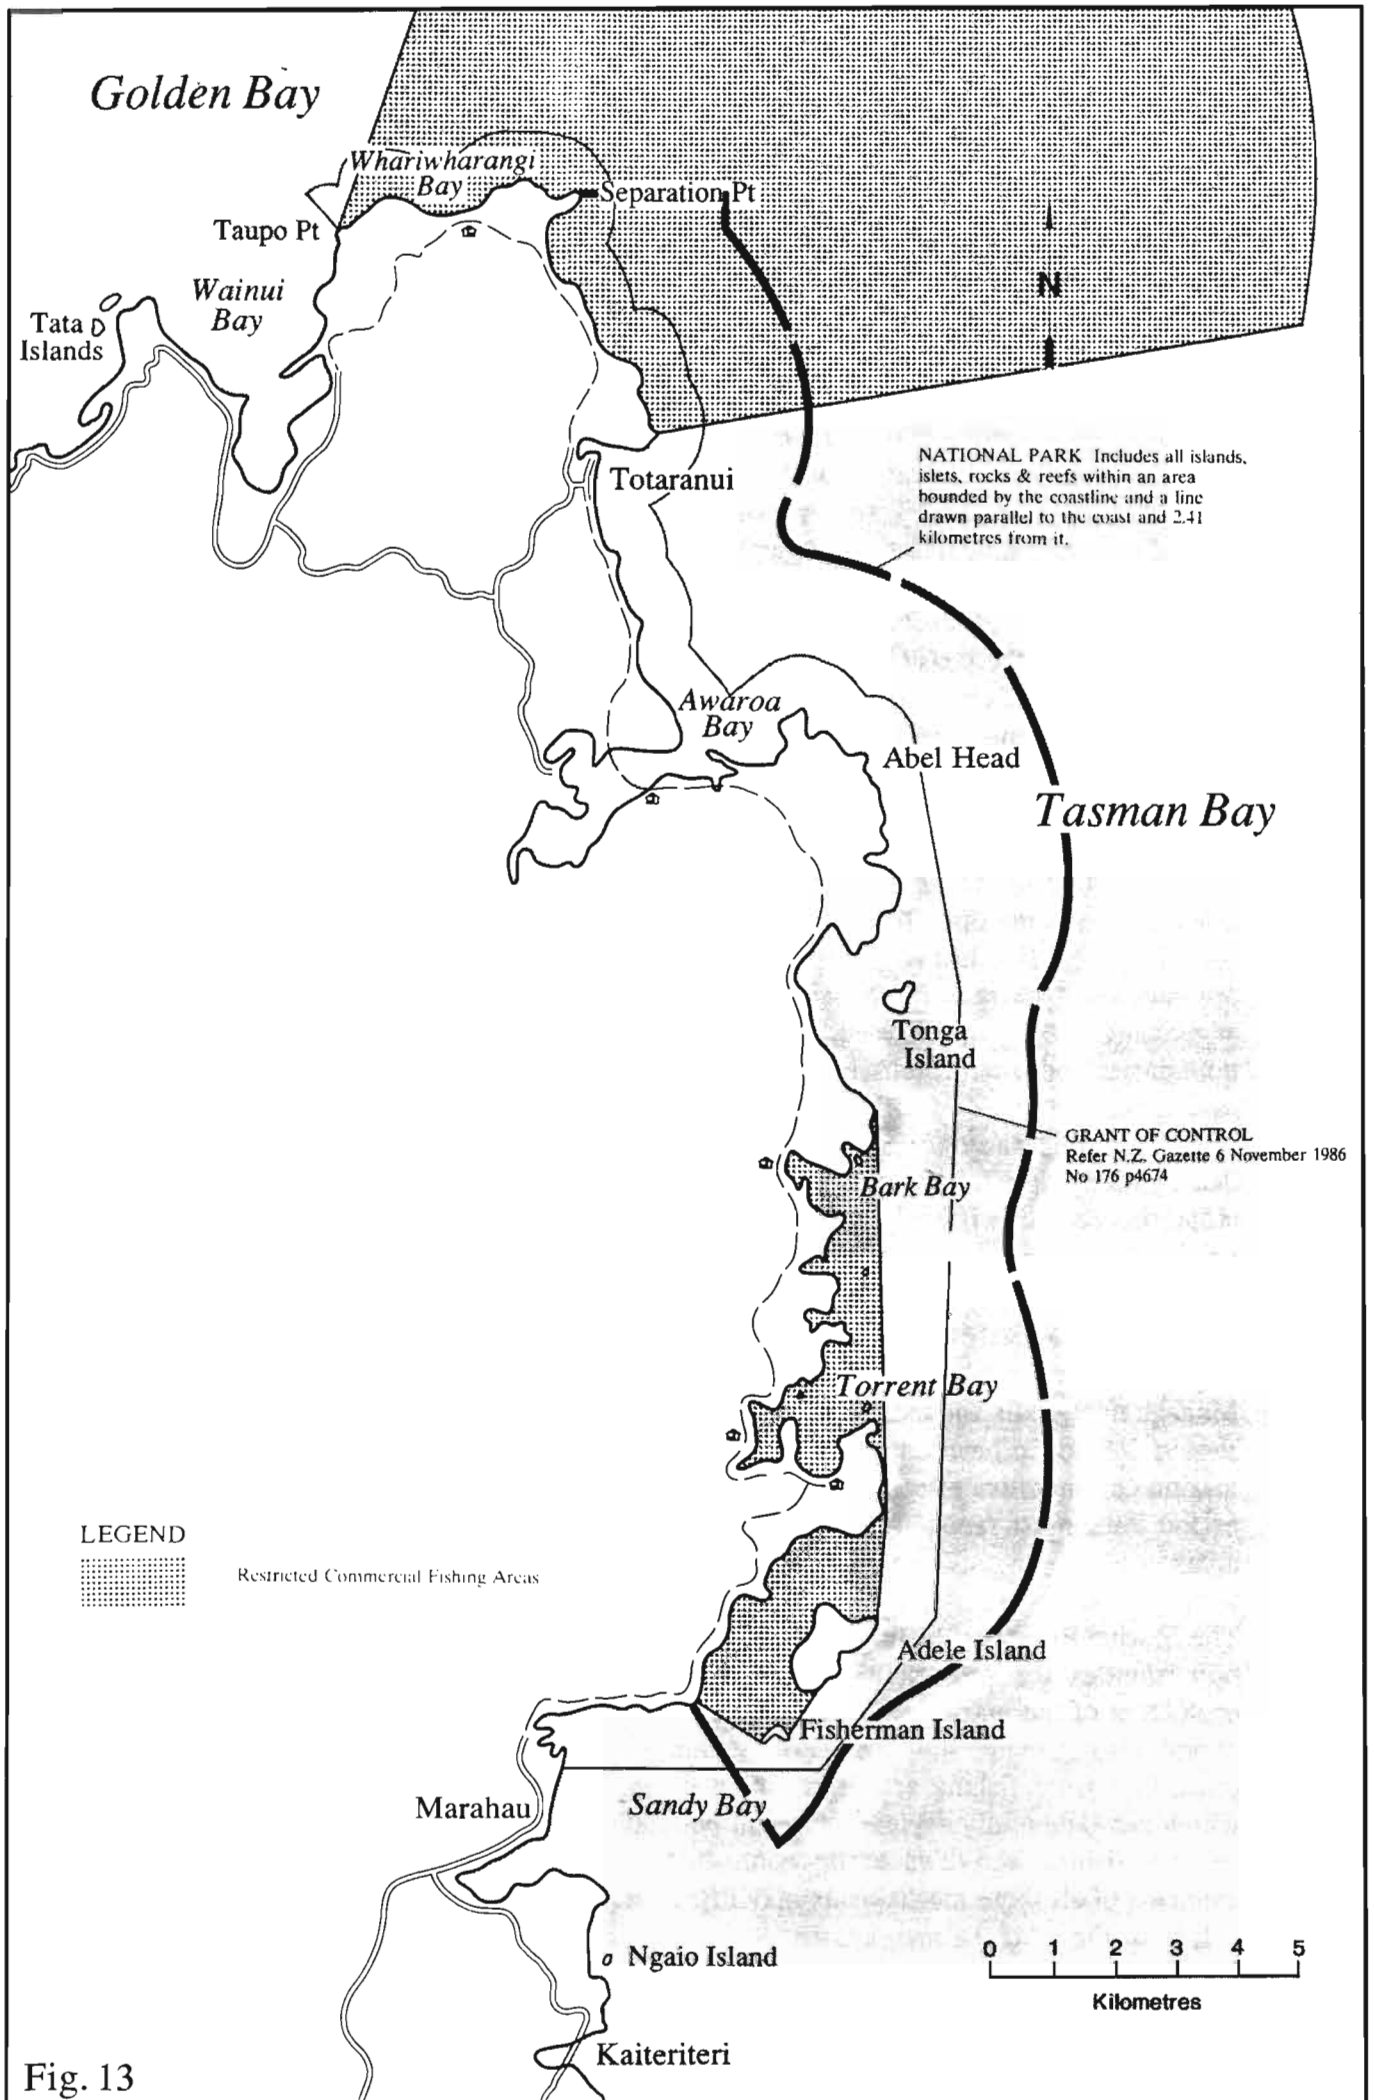 Golden Bay
Whariwharangi
Bay
Separation Pt
Taupo Pt
Wainui
Bay
N
Tata
Islands
NATIONAL PARK Includes all islands,
islets, rocks & reefs within an area
bounded by the coastline and a line
drawn parallel to the coast and 2.41
kilometres from it.
Totaranui
Awaroa
Bay
Abel Head
Tasman Bay
Tonga
Island
GRANT OF CONTROL
Refer N.Z. Gazette 6 November 1986
No 176 p4674
Bark Bay
Torrent Bay
LEGEND
Restricted Commercial Fishing Areas
Adele Island
Fisherman Island
Marahau
Sandy Bay
Ngaio Island
0 1 2 3 4 5
Kilometres
Kaiteriteri
Fig. 13